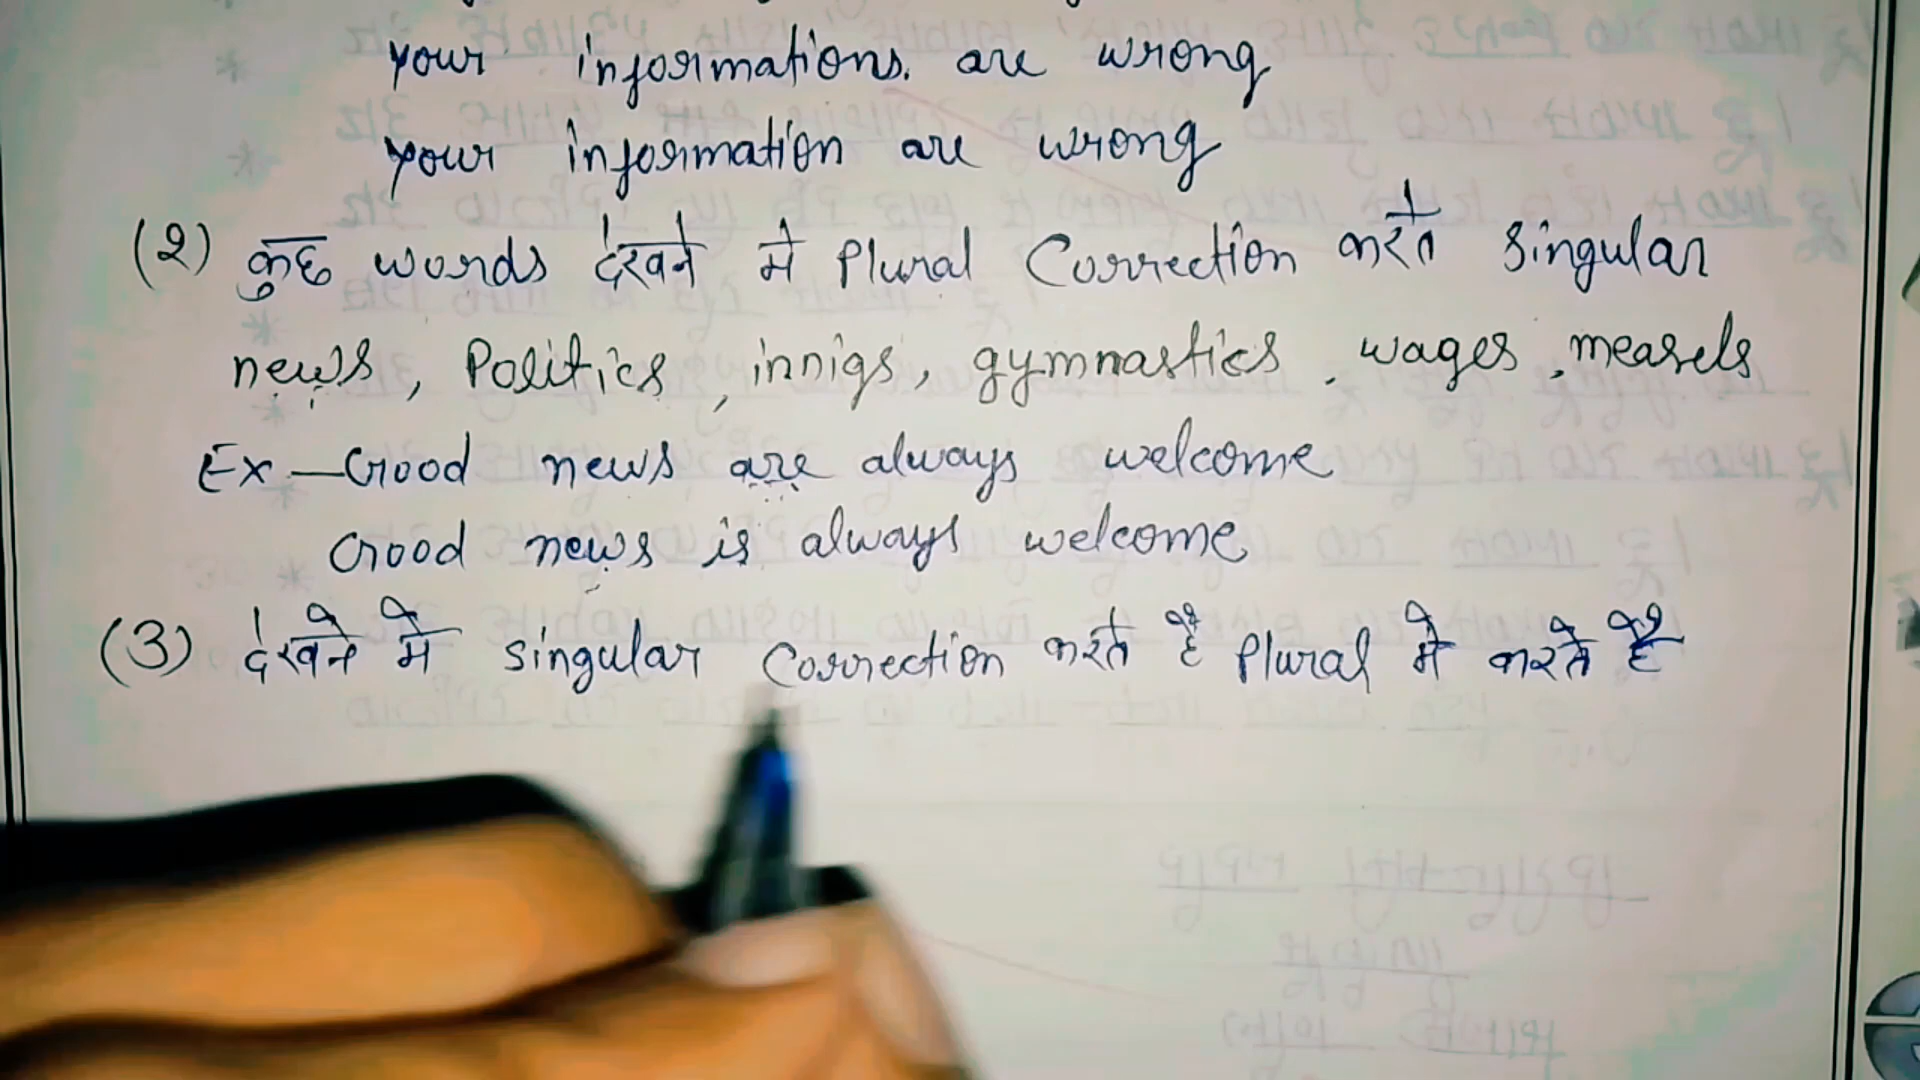 your informations. are wrong
your information are wrong
(2) कुछ words देखने मे Plural Correction करते Singular
news, Politics, innigs, gymnastics, wages, measels
Ex – Good news are always welcome
Good news is always welcome
(3) देखने मे singular Correction करते है Plural मे करते है